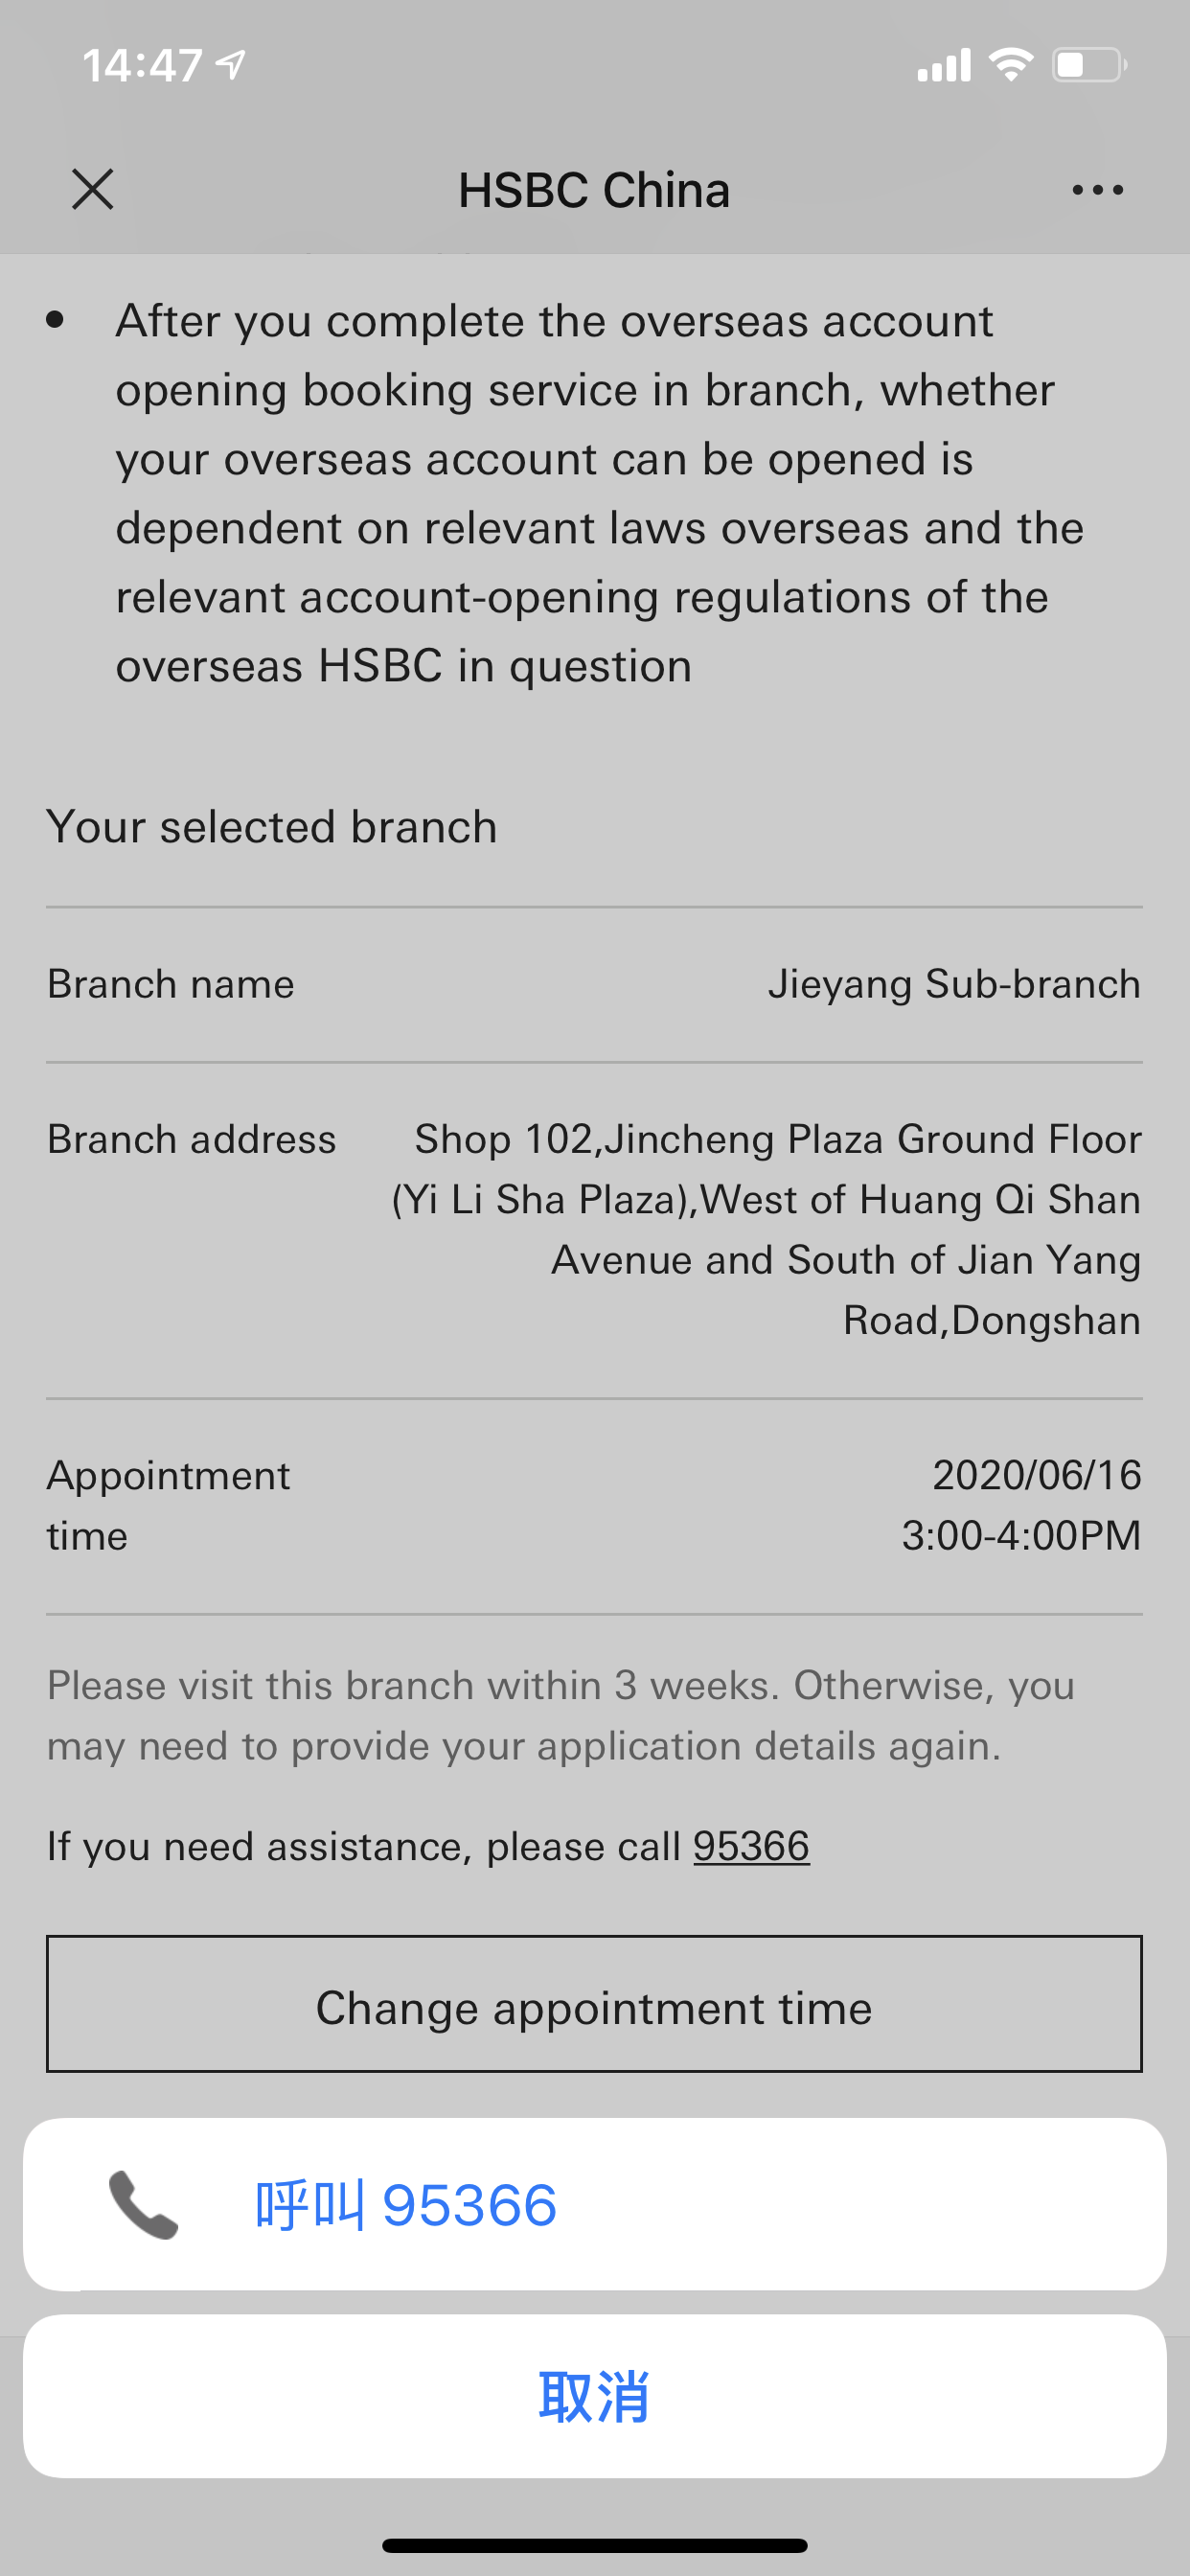 14:47
HSBC China
• After you complete the overseas account
opening booking service in branch, whether
your overseas account can be opened is
dependent on relevant laws overseas and the
relevant account-opening regulations of the
overseas HSBC in question
Your selected branch
Branch name Jieyang Sub-branch
Branch address Shop 102,Jincheng Plaza Ground Floor
(Yi Li Sha Plaza),West of Huang Qi Shan
Avenue and South of Jian Yang
Road,Dongshan
Appointment 2020/06/16
time 3:00-4:00PM
Please visit this branch within 3 weeks. Otherwise, you
may need to provide your application details again.
If you need assistance, please call 95366
Change appointment time
呼叫 95366
取消